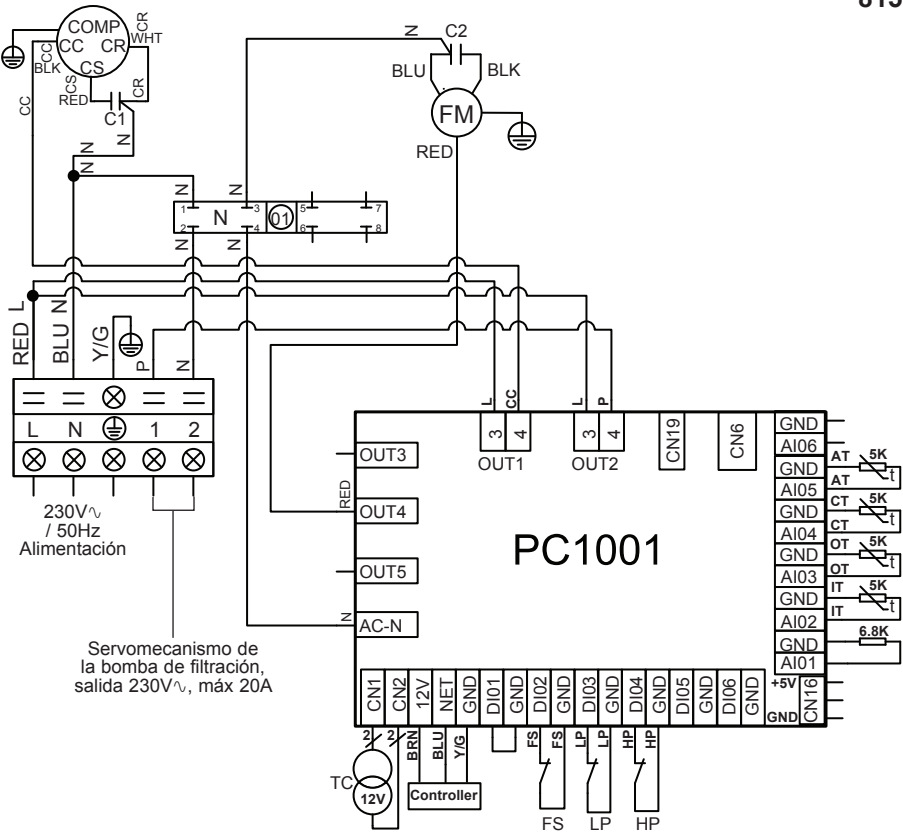 815
COMP
CC CR
CS
CR
WHT
CC
BLK
CS
RED
CR
C1
CC
N
N
N
N
N
C2
BLU
BLK
FM
RED
N
N
1
3
5
7
N
01
2
4
6
8
N
N
RED L
BLU N
Y/G
P
N
L N 1 2
230V∿
/ 50Hz
Alimentación
Servomecanismo de
la bomba de filtración,
salida 230V∿, máx 20A
L
CC
L
P
3 4
3 4
OUT1
OUT2
CN19
CN6
OUT3
RED
OUT4
OUT5
N
AC-N
PC1001
GND
AI06
GND
AT
5K
t
AI05
AT
GND
CT
5K
t
AI04
CT
GND
OT
5K
t
AI03
OT
GND
IT
5K
t
AI02
IT
GND
6.8K
AI01
+5V
CN16
GND
CN1 CN2 12V NET GND DI01 GND DI02 GND DI03 GND DI04 GND DI05 GND DI06 GND
2 2 BRN BLU Y/G FS FS LP LP HP HP
TC
12V
Controller
FS LP HP